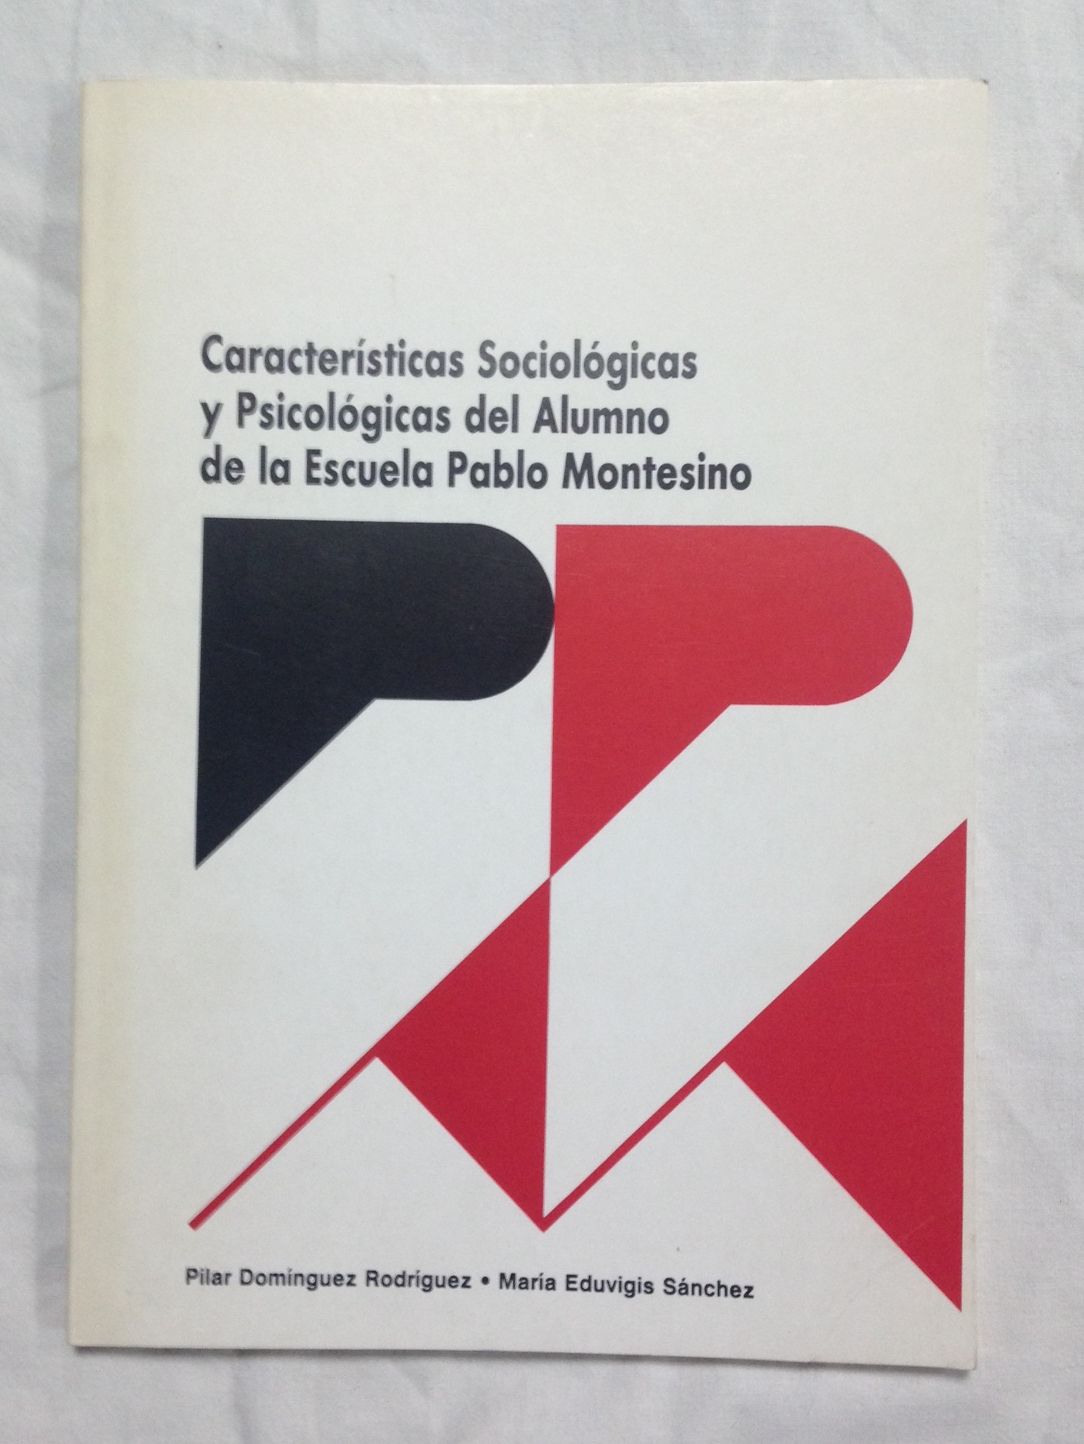 Características Sociológicas
y Psicológicas del Alumno
de la Escuela Pablo Montesino
Pilar Domínguez Rodríguez • María Eduvigis Sánchez